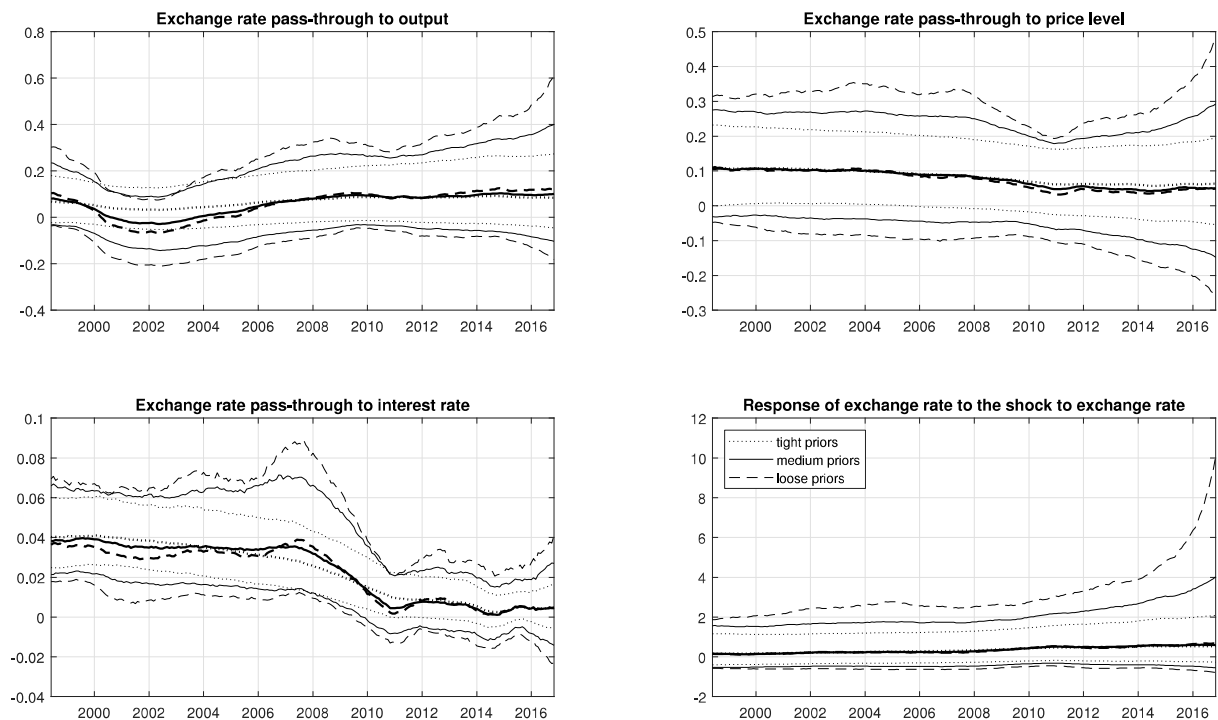 Exchange rate pass-through to output
0.8
0.6
0.4
0.2
0
-0.2
-0.4
2000 2002 2004 2006 2008 2010 2012 2014 2016
Exchange rate pass-through to price level
0.5
0.4
0.3
0.2
0.1
0
-0.1
-0.2
-0.3
2000 2002 2004 2006 2008 2010 2012 2014 2016
Exchange rate pass-through to interest rate
0.1
0.08
0.06
0.04
0.02
0
-0.02
-0.04
2000 2002 2004 2006 2008 2010 2012 2014 2016
Response of exchange rate to the shock to exchange rate
12
10
8
6
4
2
0
-2
tight priors
medium priors
loose priors
2000 2002 2004 2006 2008 2010 2012 2014 2016